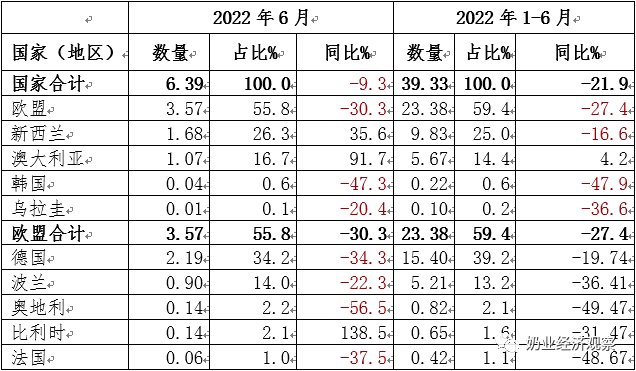 2022 年 6 月 2022 年 1-6 月
国家（地区） 数量 占比% 同比% 数量 占比% 同比%
国家合计 6.39 100.0 -9.3 39.33 100.0 -21.9
欧盟 3.57 55.8 -30.3 23.38 59.4 -27.4
新西兰 1.68 26.3 35.6 9.83 25.0 -16.6
澳大利亚 1.07 16.7 91.7 5.67 14.4 4.2
韩国 0.04 0.6 -47.3 0.22 0.6 -47.9
乌拉圭 0.01 0.1 -20.4 0.10 0.2 -36.6
欧盟合计 3.57 55.8 -30.3 23.38 59.4 -27.4
德国 2.19 34.2 -34.3 15.40 39.2 -19.74
波兰 0.90 14.0 -22.3 5.21 13.2 -36.41
奥地利 0.14 2.2 -56.5 0.82 2.1 -49.47
比利时 0.14 2.1 138.5 0.65 1.6 -31.47
法国 0.06 1.0 -37.5 0.42 1.1 -48.67
奶业经济观察